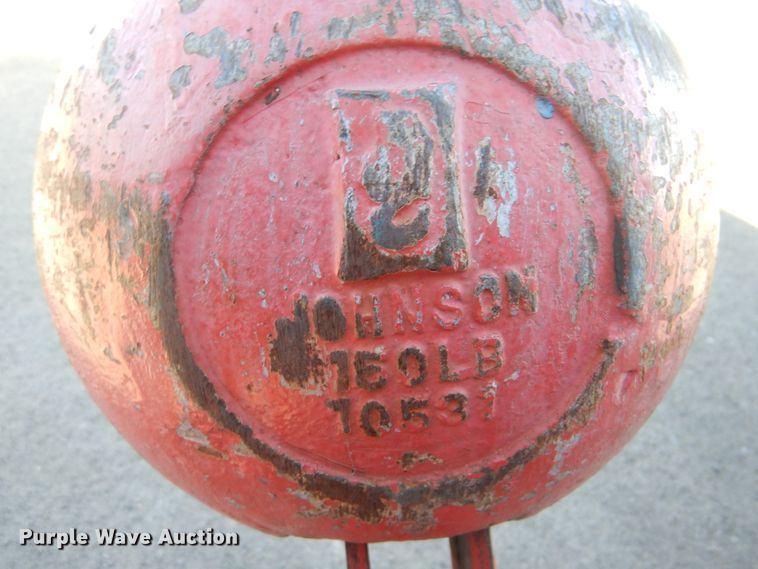 JOHNSON
150LB
10531
Purple Wave Auction